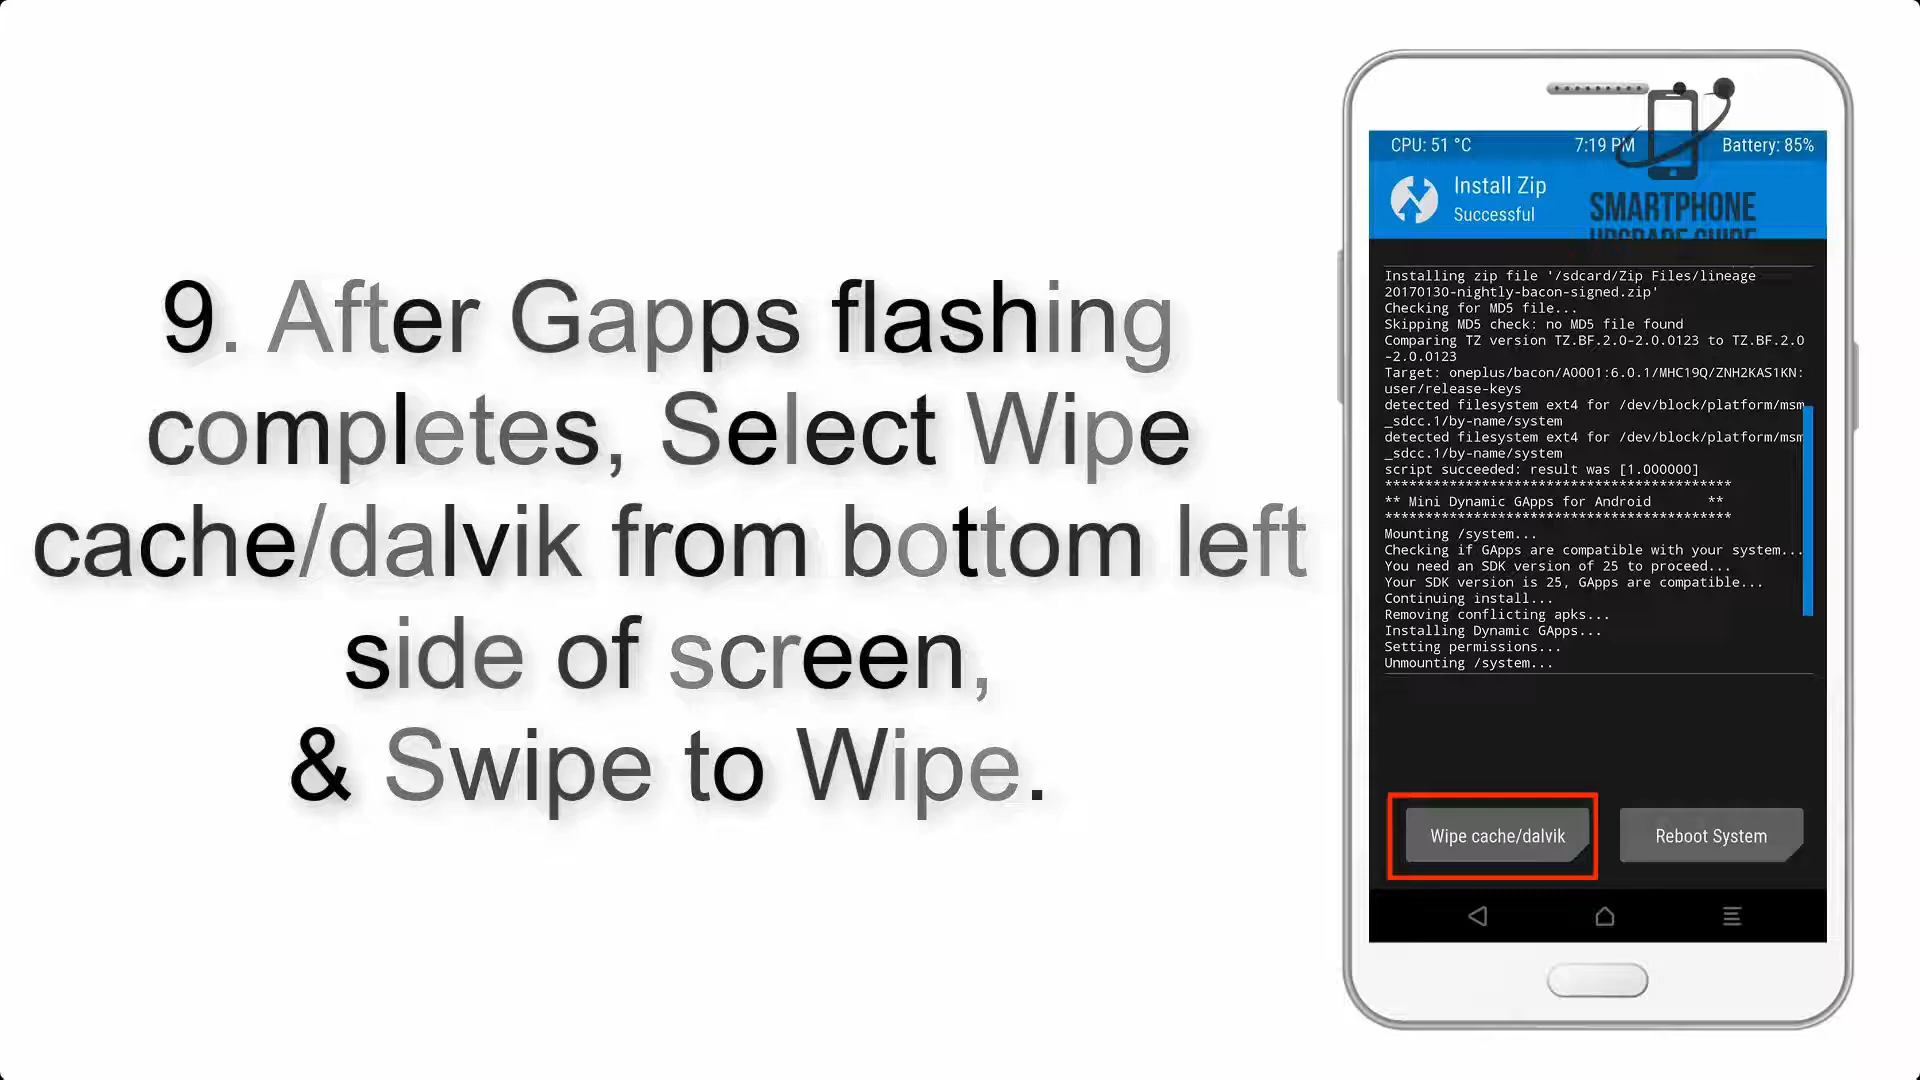 9. After Gapps flashing
completes, Select Wipe
cache/dalvik from bottom left
side of screen,
& Swipe to Wipe.
CPU: 51 °C 7:19 PM Battery: 85%
Install Zip
Successful
SMARTPHONE
UPGRADE GUIDE
Installing zip file '/sdcard/Zip Files/lineage
20170130-nightly-bacon-signed.zip'
Checking for MD5 file...
Skipping MD5 check: no MD5 file found
Comparing TZ version TZ.BF.2.0-2.0.0123 to TZ.BF.2.0
-2.0.0123
Target: oneplus/bacon/A0001:6.0.1/MHC19Q/ZNH2KAS1KN:
user/release-keys
detected filesystem ext4 for /dev/block/platform/msm
_sdcc.1/by-name/system
detected filesystem ext4 for /dev/block/platform/msm
_sdcc.1/by-name/system
script succeeded: result was [1.000000]
*******************************************
** Mini Dynamic GApps for Android **
*******************************************
Mounting /system...
Checking if GApps are compatible with your system...
You need an SDK version of 25 to proceed...
Your SDK version is 25, GApps are compatible...
Continuing install...
Removing conflicting apks...
Installing Dynamic GApps...
Setting permissions...
Unmounting /system...
Wipe cache/dalvik Reboot System